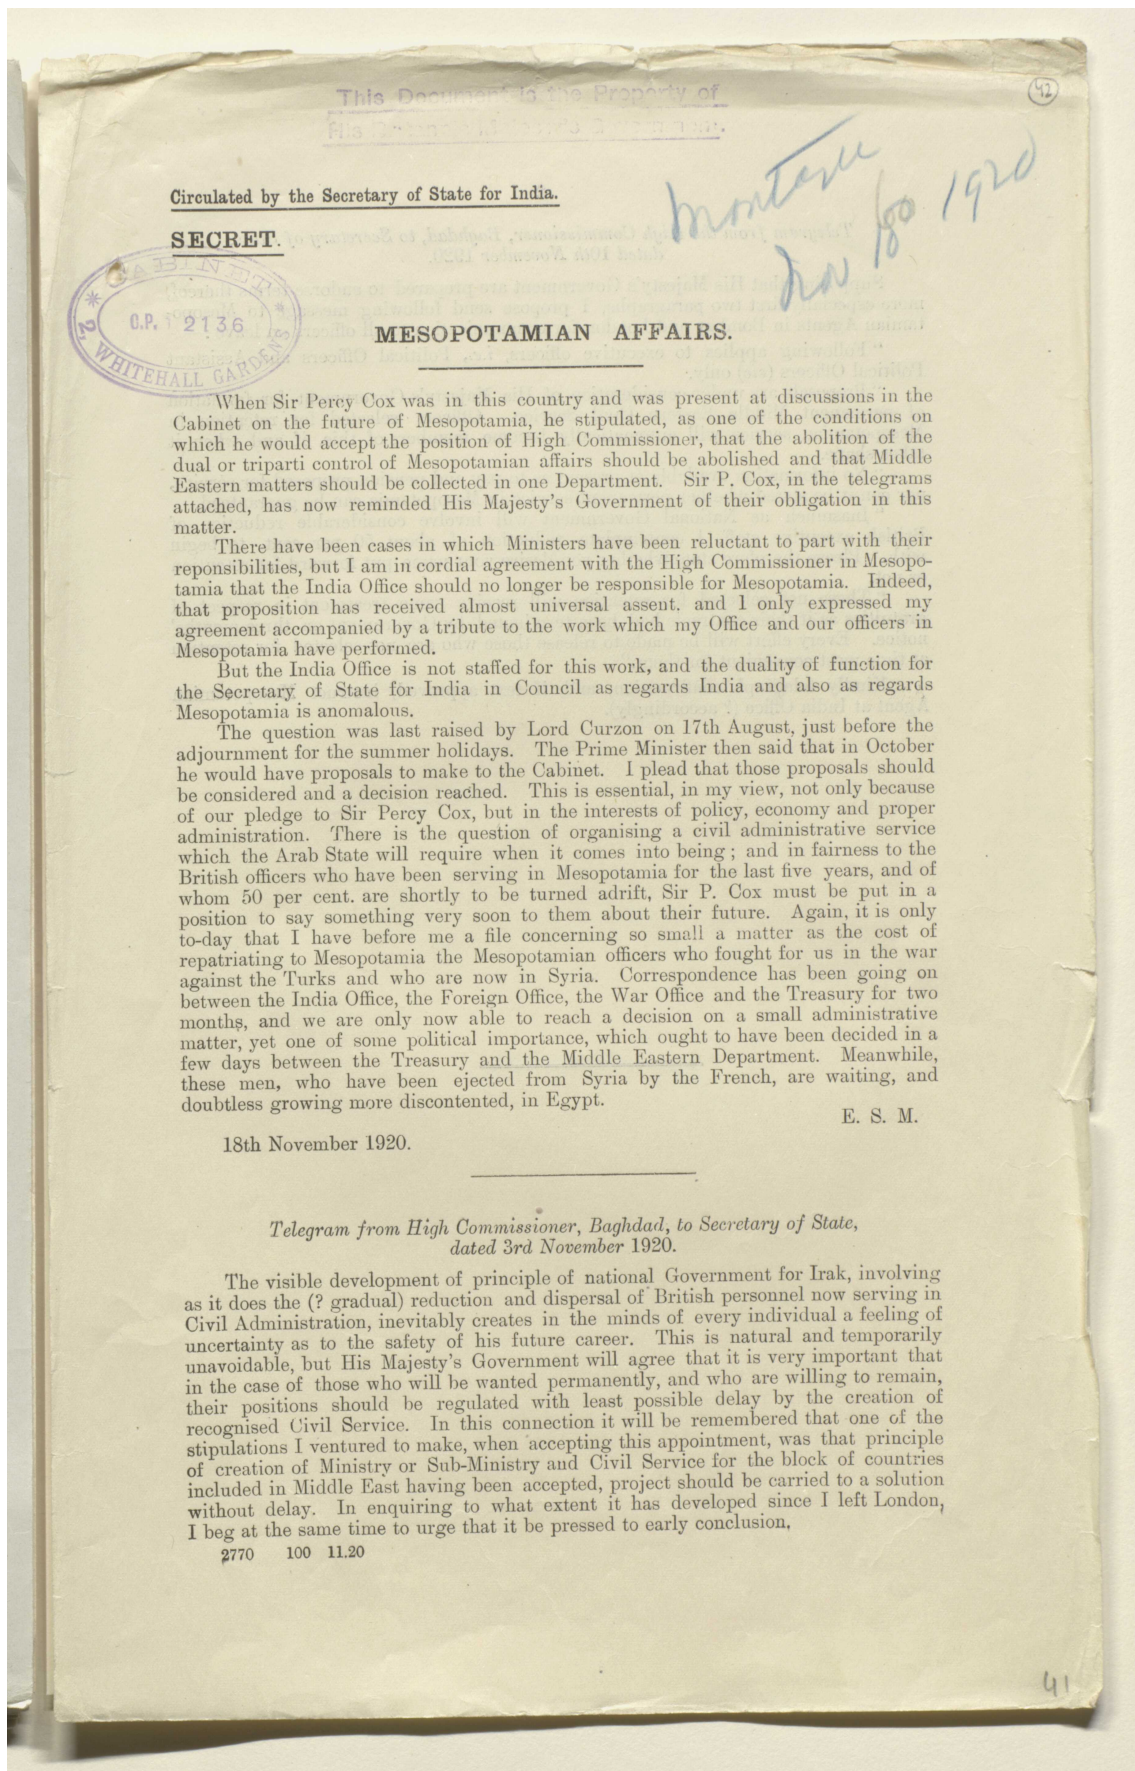 42
This Document is the Property of
His
Montagu
Nov 18 1920
Circulated by the Secretary of State for India.
SECRET.
CABINET
C.P. 2136
2, WHITEHALL GARDENS
MESOPOTAMIAN AFFAIRS.
When Sir Percy Cox was in this country and was present at discussions in the
Cabinet on the future of Mesopotamia, he stipulated, as one of the conditions on
which he would accept the position of High Commissioner, that the abolition of the
dual or triparti control of Mesopotamian affairs should be abolished and that Middle
Eastern matters should be collected in one Department. Sir P. Cox, in the telegrams
attached, has now reminded His Majesty's Government of their obligation in this
matter.
There have been cases in which Ministers have been reluctant to part with their
reponsibilities, but I am in cordial agreement with the High Commissioner in Mesopo-
tamia that the India Office should no longer be responsible for Mesopotamia. Indeed,
that proposition has received almost universal assent. and I only expressed my
agreement accompanied by a tribute to the work which my Office and our officers in
Mesopotamia have performed.
But the India Office is not staffed for this work, and the duality of function for
the Secretary of State for India in Council as regards India and also as regards
Mesopotamia is anomalous.
The question was last raised by Lord Curzon on 17th August, just before the
adjournment for the summer holidays. The Prime Minister then said that in October
he would have proposals to make to the Cabinet. I plead that those proposals should
be considered and a decision reached. This is essential, in my view, not only because
of our pledge to Sir Percy Cox, but in the interests of policy, economy and proper
administration. There is the question of organising a civil administrative service
which the Arab State will require when it comes into being; and in fairness to the
British officers who have been serving in Mesopotamia for the last five years, and of
whom 50 per cent. are shortly to be turned adrift, Sir P. Cox must be put in a
position to say something very soon to them about their future. Again, it is only
to-day that I have before me a file concerning so small a matter as the cost of
repatriating to Mesopotamia the Mesopotamian officers who fought for us in the war
against the Turks and who are now in Syria. Correspondence has been going on
between the India Office, the Foreign Office, the War Office and the Treasury for two
months, and we are only now able to reach a decision on a small administrative
matter, yet one of some political importance, which ought to have been decided in a
few days between the Treasury and the Middle Eastern Department. Meanwhile,
these men, who have been ejected from Syria by the French, are waiting, and
doubtless growing more discontented, in Egypt.
E. S. M.
18th November 1920.
Telegram from High Commissioner, Baghdad, to Secretary of State,
dated 3rd November 1920.
The visible development of principle of national Government for Irak, involving
as it does the (? gradual) reduction and dispersal of British personnel now serving in
Civil Administration, inevitably creates in the minds of every individual a feeling of
uncertainty as to the safety of his future career. This is natural and temporarily
unavoidable, but His Majesty's Government will agree that it is very important that
in the case of those who will be wanted permanently, and who are willing to remain,
their positions should be regulated with least possible delay by the creation of
recognised Civil Service. In this connection it will be remembered that one of the
stipulations I ventured to make, when accepting this appointment, was that principle
of creation of Ministry or Sub-Ministry and Civil Service for the block of countries
included in Middle East having been accepted, project should be carried to a solution
without delay. In enquiring to what extent it has developed since I left London,
I beg at the same time to urge that it be pressed to early conclusion.
2770 100 11.20
41